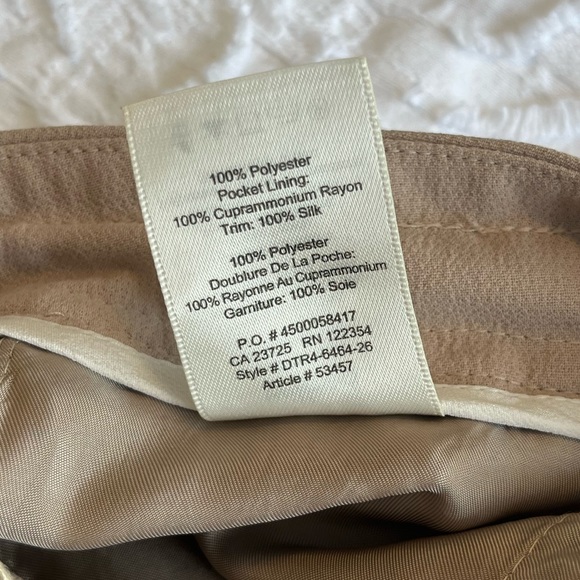 100% Polyester
Pocket Lining:
100% Cuprammonium Rayon
Trim: 100% Silk
100% Polyester
Doublure De La Poche:
100% Rayonne Au Cuprammonium
Garniture: 100% Soie
P.O. # 4500058417
CA 23725 RN 122354
Style # DTR4-6464-26
Article # 53457